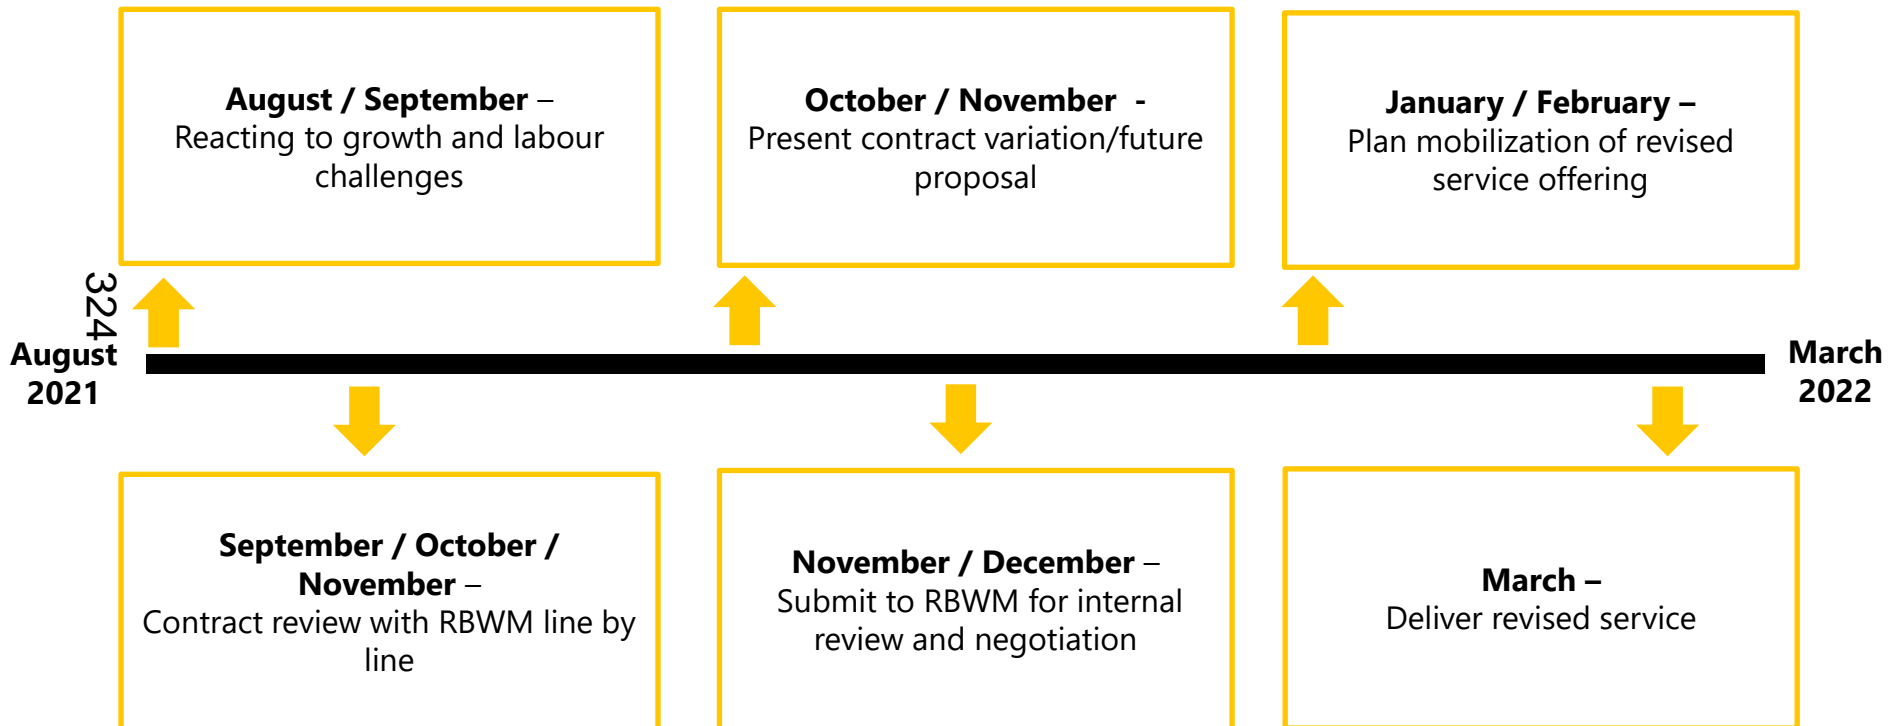 August / September –
Reacting to growth and labour
challenges
October / November  -
Present contract variation/future
proposal
January / February –
Plan mobilization of revised
service offering
324
August
2021
March
2022
September / October /
November –
Contract review with RBWM line by
line
November / December –
Submit to RBWM for internal
review and negotiation
March –
Deliver revised service